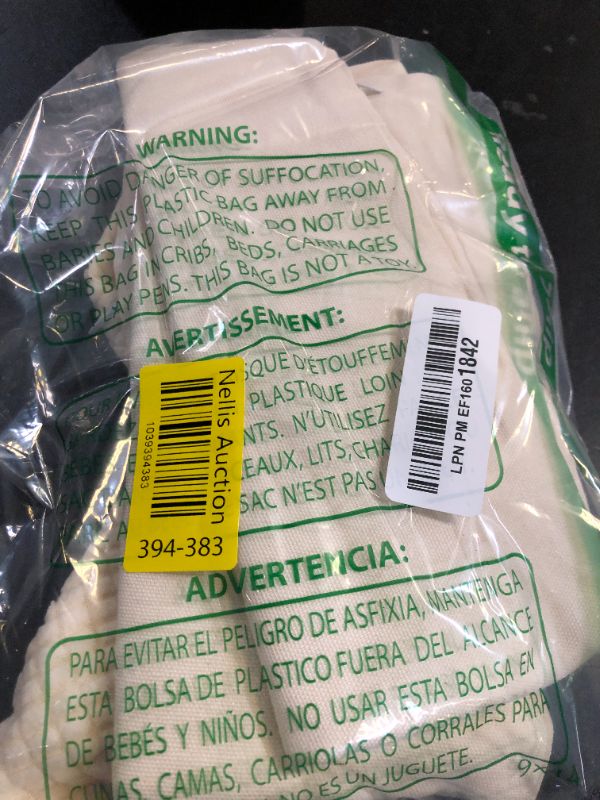 WARNING:
TO AVOID DANGER OF SUFFOCATION,
KEEP THIS PLASTIC BAG AWAY FROM
BABIES AND CHILDREN. DO NOT USE
THIS BAG IN CRIBS, BEDS, CARRIAGES
OR PLAY PENS. THIS BAG IS NOT A TOY.
AVERTISSEMENT:
D'ÉTOUFFEM
PLASTIQUE LOIN
N'UTILISEZ
LITS, CHA
SAC N'EST PAS
Nellis Auction
1039394383
394-383
LPN PM EF160 1842
ADVERTENCIA:
PARA EVITAR EL PELIGRO DE ASFIXIA, MANTENGA
ESTA BOLSA DE PLASTICO FUERA DEL ALCANCE
DE BEBÉS Y NIÑOS. NO USAR ESTA BOLSA EN
CUNAS, CAMAS, CARRIOLAS O CORRALES PARA
NO ES UN JUGUETE.